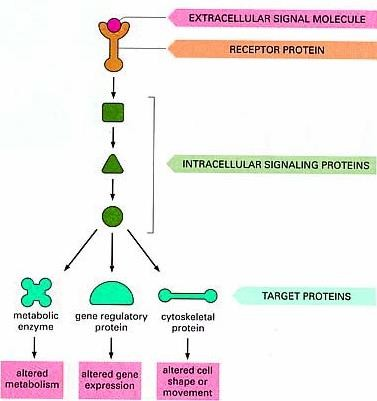 EXTRACELLULAR SIGNAL MOLECULE
RECEPTOR PROTEIN
INTRACELLULAR SIGNALING PROTEINS
TARGET PROTEINS
metabolic
enzyme
gene regulatory
protein
cytoskeletal
protein
altered
metabolism
altered gene
expression
altered cell
shape or
movement